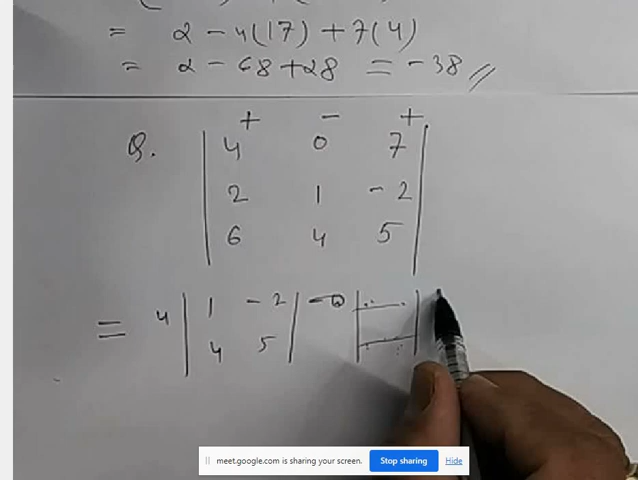 = 2 - 4(17) + 7(4)
= 2 - 68 + 28 = -38 //
+ - +
Q. | 4 0 7 |
| 2 1 -2 |
| 6 4 5 |
= 4 | 1 -2 | - 0 | |
| 4 5 |
meet.google.com is sharing your screen. Stop sharing Hide